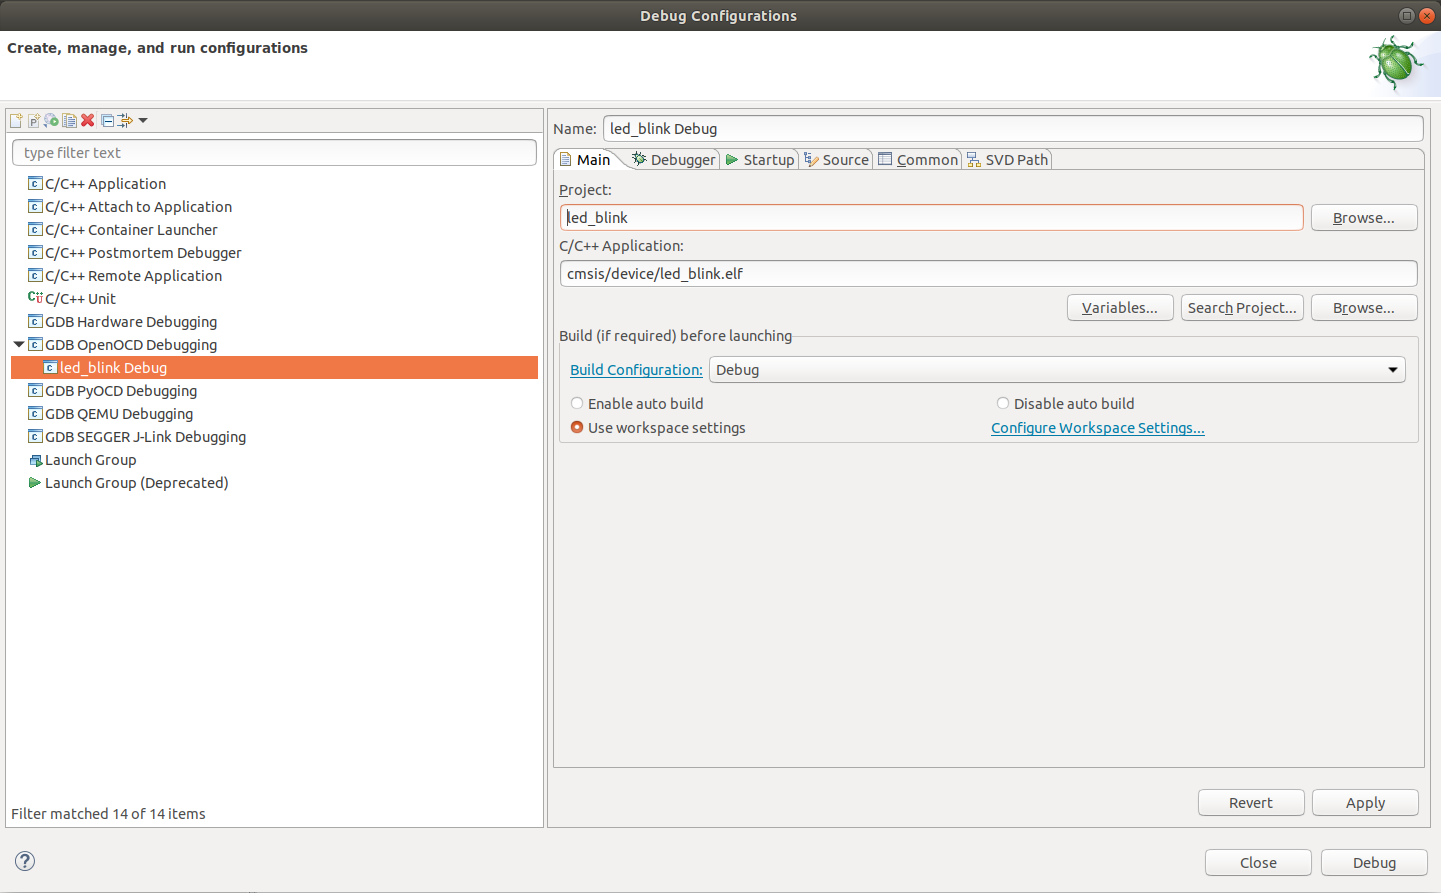 Debug Configurations
Create, manage, and run configurations
type filter text
C/C++ Application
C/C++ Attach to Application
C/C++ Container Launcher
C/C++ Postmortem Debugger
C/C++ Remote Application
C/C++ Unit
GDB Hardware Debugging
GDB OpenOCD Debugging
led_blink Debug
GDB PyOCD Debugging
GDB QEMU Debugging
GDB SEGGER J-Link Debugging
Launch Group
Launch Group (Deprecated)
Filter matched 14 of 14 items
Name: led_blink Debug
Main Debugger Startup Source Common SVD Path
Project:
led_blink Browse...
C/C++ Application:
cmsis/device/led_blink.elf
Variables... Search Project... Browse...
Build (if required) before launching
Build Configuration: Debug
Enable auto build Disable auto build
Use workspace settings Configure Workspace Settings...
Revert Apply
Close Debug